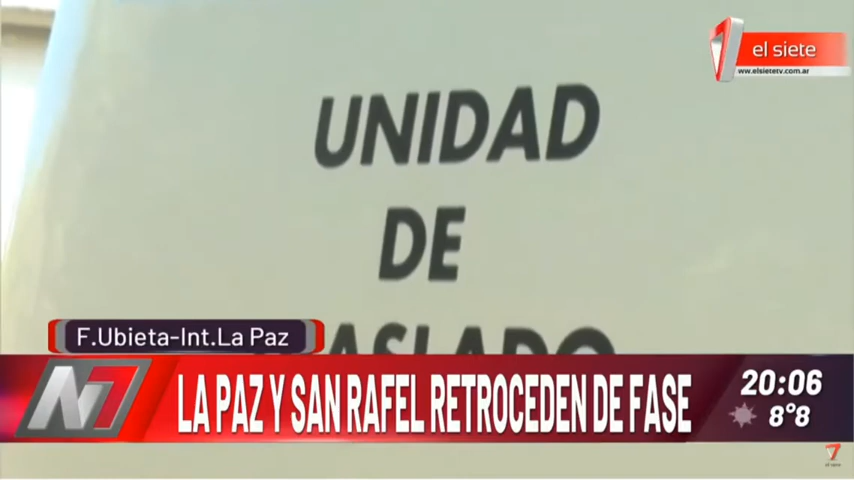 el siete
ww.elsietetv.com.ar
UNIDAD
DE
F.Ubieta-Int.La Paz
N7
LA PAZ Y SAN RAFEL RETROCEDEN DE FASE
20:06
8°8